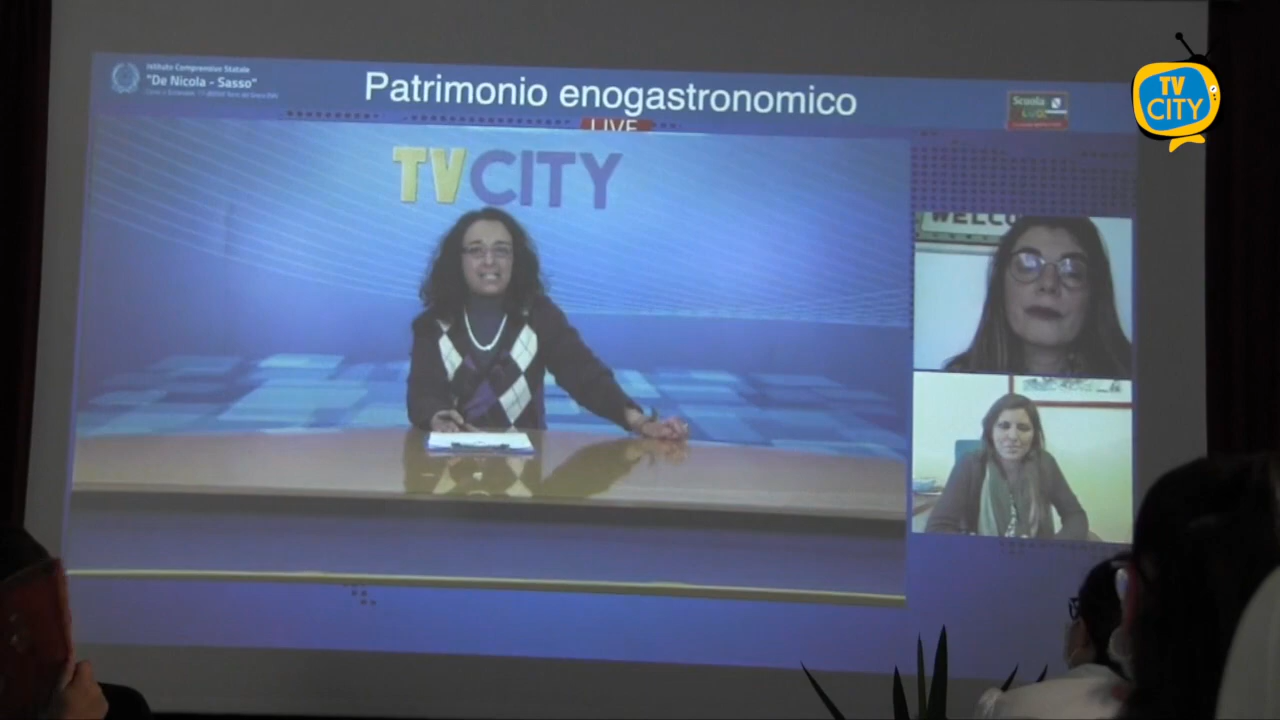 Istituto Comprensivo Statale
"De Nicola - Sasso"
Patrimonio enogastronomico
Scuola
LIVE
TV CITY
WELCO
TV
CITY